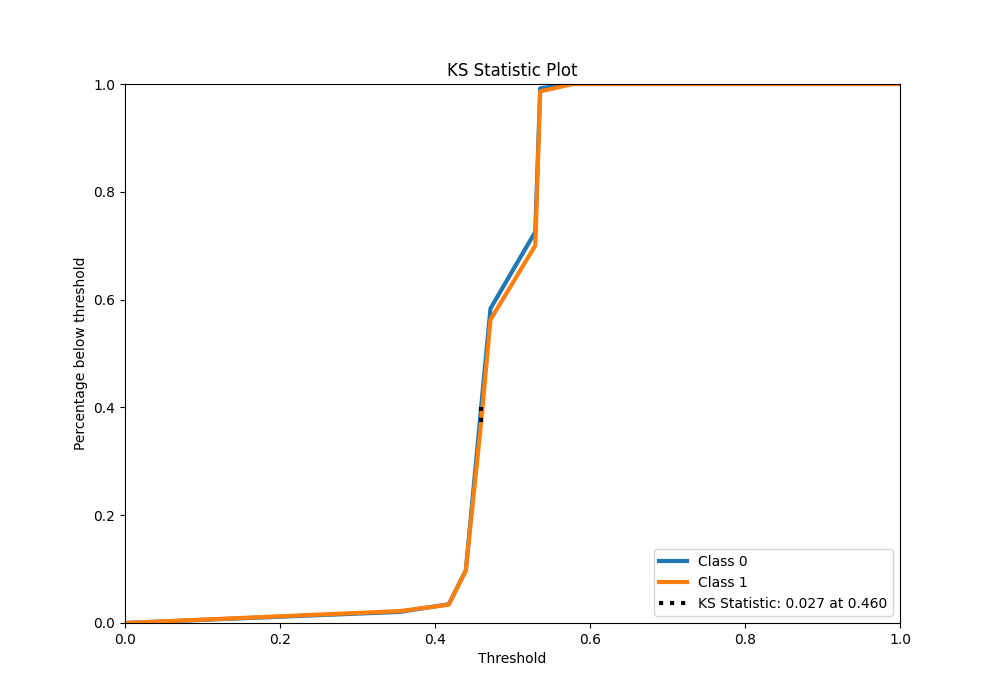 KS Statistic Plot
1.0
0.8
0.6
0.4
0.2
0.0
Percentage below threshold
0.0 0.2 0.4 0.6 0.8 1.0
Threshold
Class 0
Class 1
KS Statistic: 0.027 at 0.460